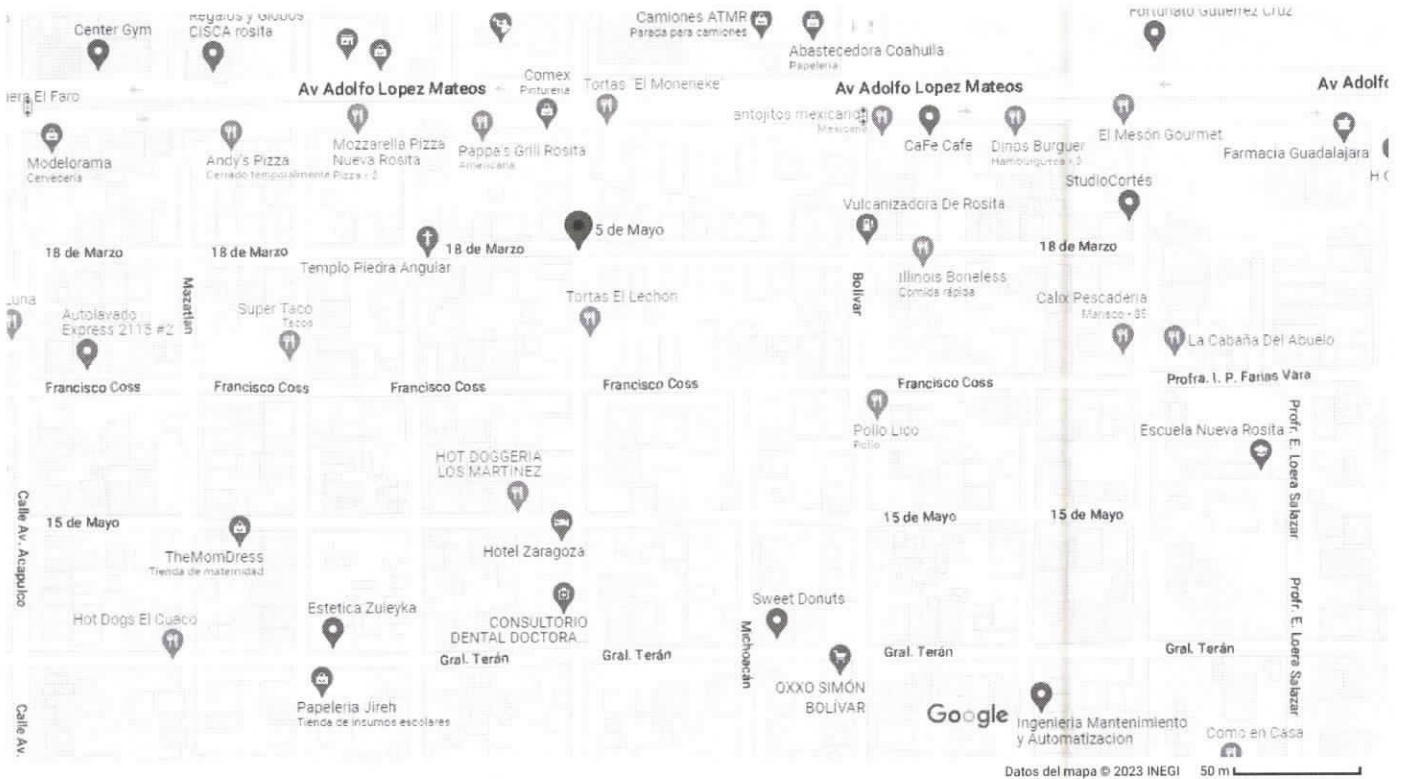 Center Gym
Regalos y Globos
CISCA rosita
Camiones ATMR
Parada para camiones
Abastecedora Coahuila
Papelería
Fortunato Gutierrez Cruz
Av Adolfo Lopez Mateos
Comex
Pinturería
Tortas El Moneneke
Av Adolfo Lopez Mateos
Av Adolfo
El Faro
antojitos mexicanos
Mexicana
Modelorama
Cervecería
Andy's Pizza
Cerrado temporalmente
Mozzarella Pizza
Nueva Rosita
Pizza
Pappa's Grill Rosita
Americana
CaFe Cafe
Dinos Burguer
Hamburguesa
El Mesón Gourmet
Farmacia Guadalajara
StudioCortés
Vulcanizadora De Rosita
5 de Mayo
18 de Marzo
18 de Marzo
18 de Marzo
18 de Marzo
Templo Piedra Angular
Illinois Boneless
Comida rápida
Mazatlan
Bolívar
Luna
Autolavado
Express 2115 #2
Super Taco
Tacos
Tortas El Lechon
Calix Pescaderia
Marisco • $$
La Cabaña Del Abuelo
Francisco Coss
Francisco Coss
Francisco Coss
Francisco Coss
Francisco Coss
Profra. I. P. Farias Vara
Pollo Lico
Pollo
Escuela Nueva Rosita
Profr. E. Loera Salazar
HOT DOGGERIA
LOS MARTINEZ
Calle Av. Acapulco
15 de Mayo
15 de Mayo
15 de Mayo
TheMomDress
Tienda de maternidad
Hotel Zaragoza
Hot Dogs El Cuaco
Estetica Zuleyka
CONSULTORIO
DENTAL DOCTORA...
Sweet Donuts
Michoacán
Profr. E. Loera Salazar
Gral. Terán
Gral. Terán
Gral. Terán
Gral. Terán
Papeleria Jireh
Tienda de insumos escolares
OXXO SIMÓN
BOLÍVAR
Calle Av.
Google
Ingenieria Mantenimiento
y Automatizacion
Como en Casa
Datos del mapa © 2023 INEGI
50 m